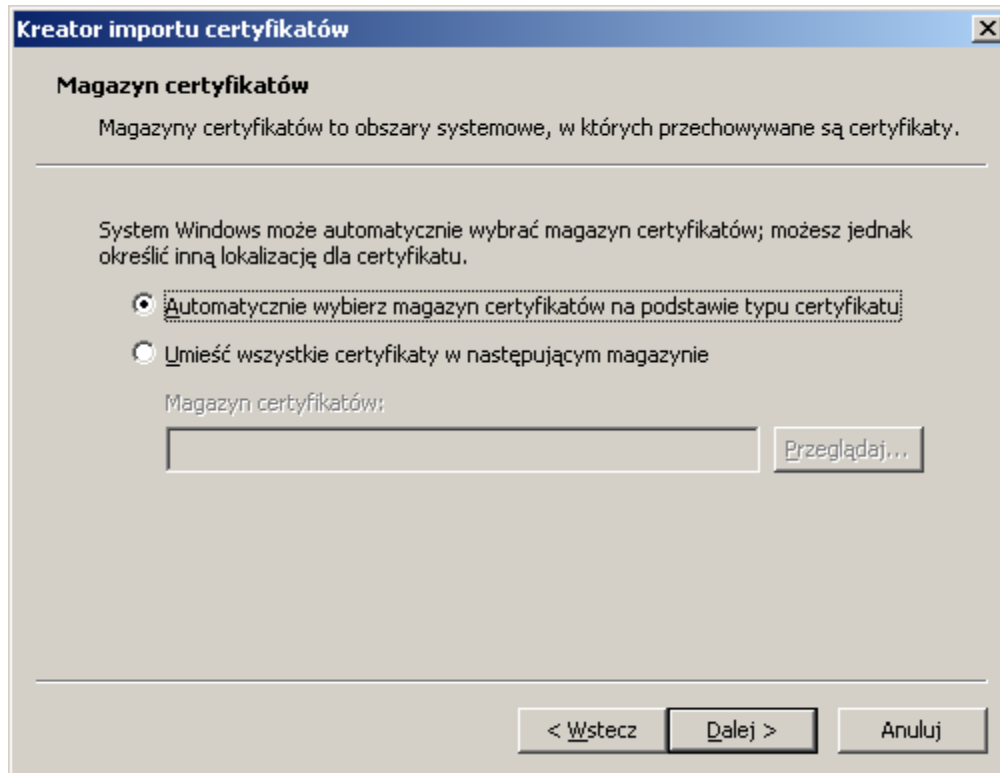 Kreator importu certyfikatów
Magazyn certyfikatów
Magazyny certyfikatów to obszary systemowe, w których przechowywane są certyfikaty.
System Windows może automatycznie wybrać magazyn certyfikatów; możesz jednak
określić inną lokalizację dla certyfikatu.
Automatycznie wybierz magazyn certyfikatów na podstawie typu certyfikatu
Umieść wszystkie certyfikaty w następującym magazynie
Magazyn certyfikatów:
Przeglądaj...
< Wstecz
Dalej >
Anuluj